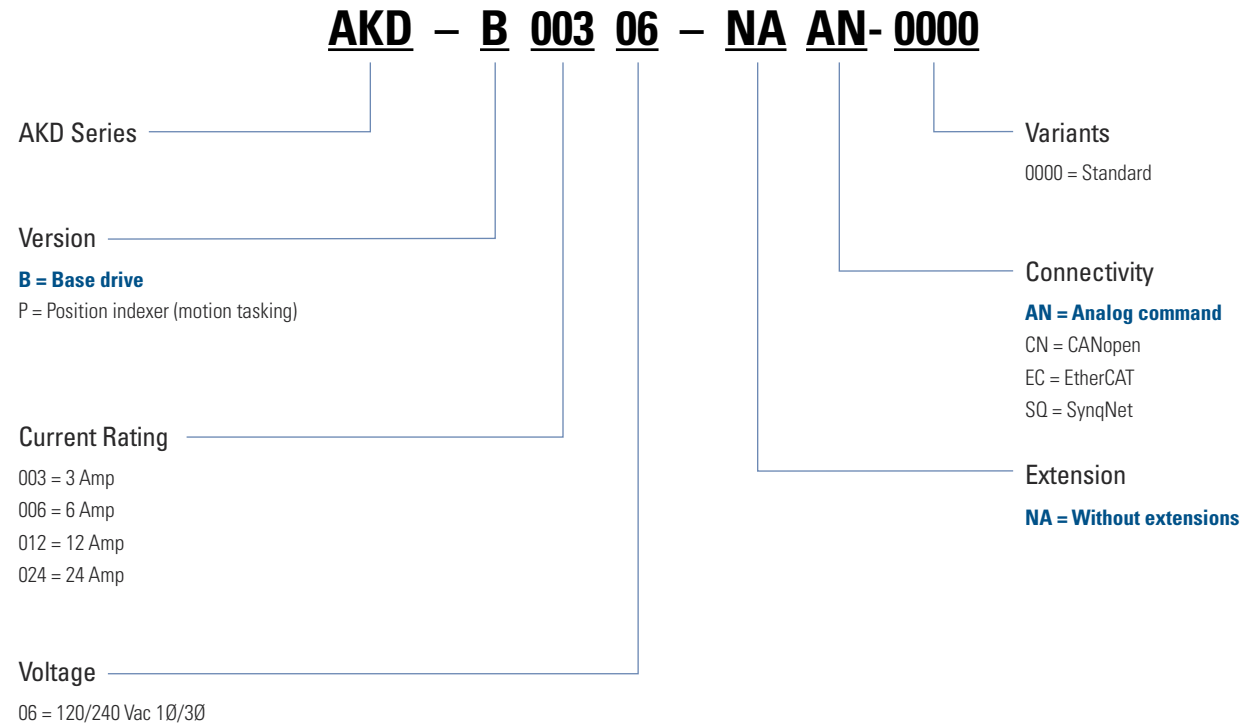 AKD – B 003 06 – NA AN- 0000
AKD Series
Version
B = Base drive
P = Position indexer (motion tasking)
Current Rating
003 = 3 Amp
006 = 6 Amp
012 = 12 Amp
024 = 24 Amp
Voltage
06 = 120/240 Vac 1Ø/3Ø
Variants
0000 = Standard
Connectivity
AN = Analog command
CN = CANopen
EC = EtherCAT
SQ = SynqNet
Extension
NA = Without extensions